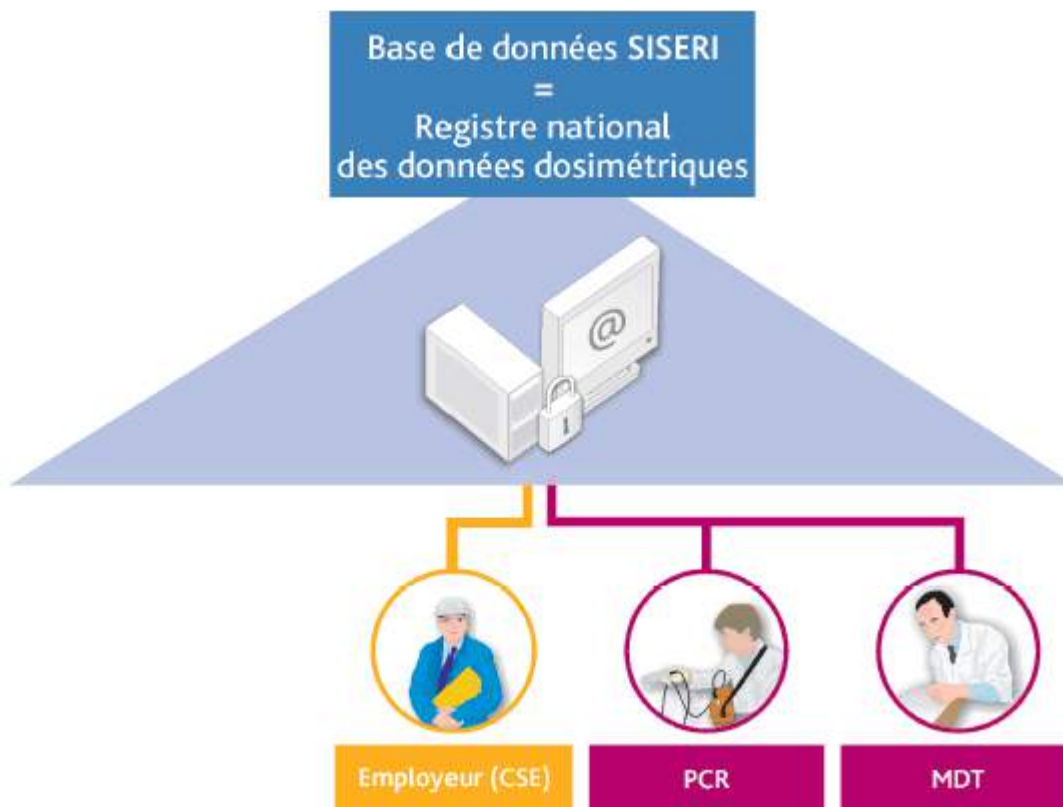 Base de données SISERI
=
Registre national
des données dosimétriques
@
Employeur (CSE)
PCR
MDT